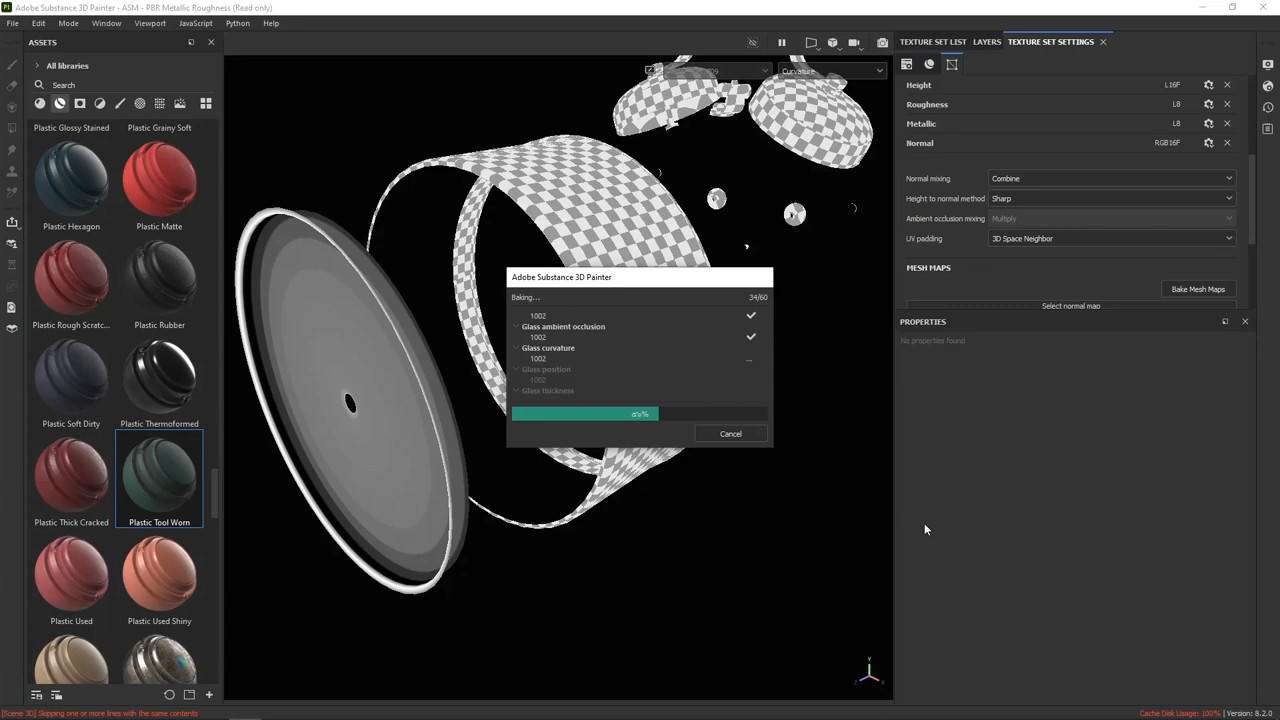 Pt Adobe Substance 3D Painter - ASM - PBR Metallic Roughness (Read only)
File Edit Mode Window Viewport JavaScript Python Help
ASSETS
All libraries
Search
Plastic Glossy Stained Plastic Grainy Soft
Plastic Hexagon Plastic Matte
Plastic Rough Scratc... Plastic Rubber
Plastic Soft Dirty Plastic Thermoformed
Plastic Thick Cracked Plastic Tool Worn
Plastic Used Plastic Used Shiny
Curvature
Adobe Substance 3D Painter
Baking... 34/60
1002
Glass ambient occlusion
1002
Glass curvature
1002 ...
Glass position
1002
Glass thickness
Cancel
Y
TEXTURE SET LIST LAYERS TEXTURE SET SETTINGS
Height L16F
Roughness L8
Metallic L8
Normal RGB16F
Normal mixing Combine
Height to normal method Sharp
Ambient occlusion mixing Multiply
UV padding 3D Space Neighbor
MESH MAPS
Bake Mesh Maps
Select normal map
PROPERTIES
No properties found
[Scene 3D] Skipping one or more lines with the same contents
Cache Disk Usage: 100% | Version: 8.2.0